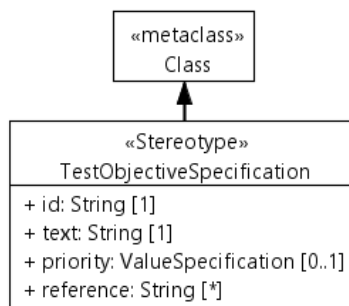 «metaclass»
Class
«Stereotype»
TestObjectiveSpecification
+ id: String [1]
+ text: String [1]
+ priority: ValueSpecification [0..1]
+ reference: String [*]